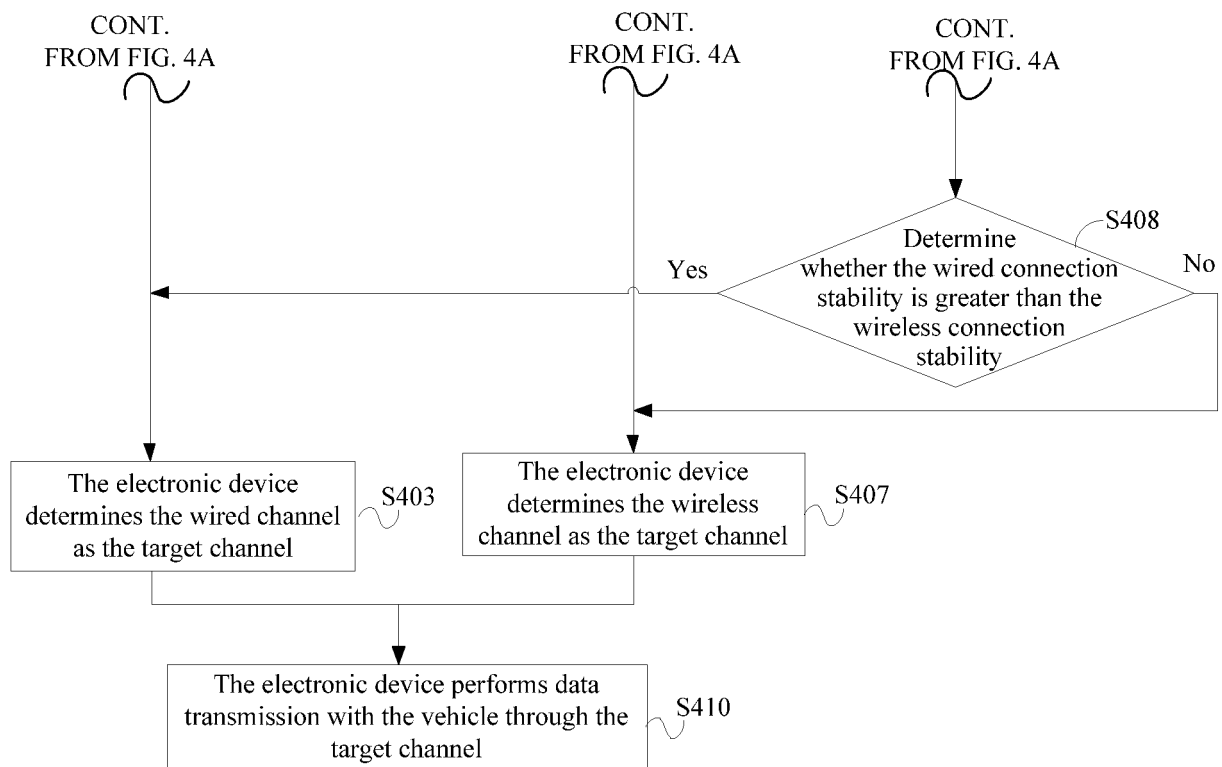 CONT.
FROM FIG. 4A
CONT.
FROM FIG. 4A
CONT.
FROM FIG. 4A
S408
Determine
whether the wired connection
stability is greater than the
wireless connection
stability
Yes
No
The electronic device
determines the wired channel
as the target channel
S403
The electronic device
determines the wireless
channel as the target channel
S407
The electronic device performs data
transmission with the vehicle through the
target channel
S410